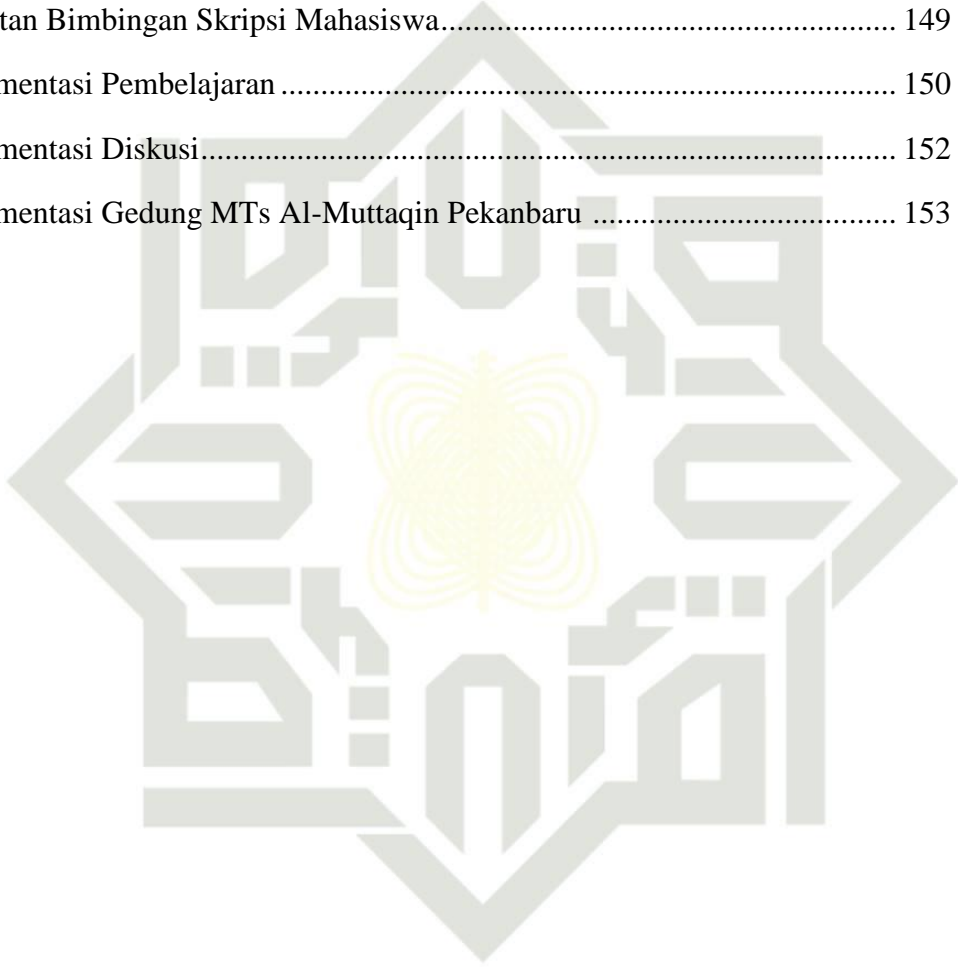 tan Bimbingan Skripsi Mahasiswa........................................................ 149
mentasi Pembelajaran ............................................................................ 150
mentasi Diskusi...................................................................................... 152
mentasi Gedung MTs Al-Muttaqin Pekanbaru ..................................... 153